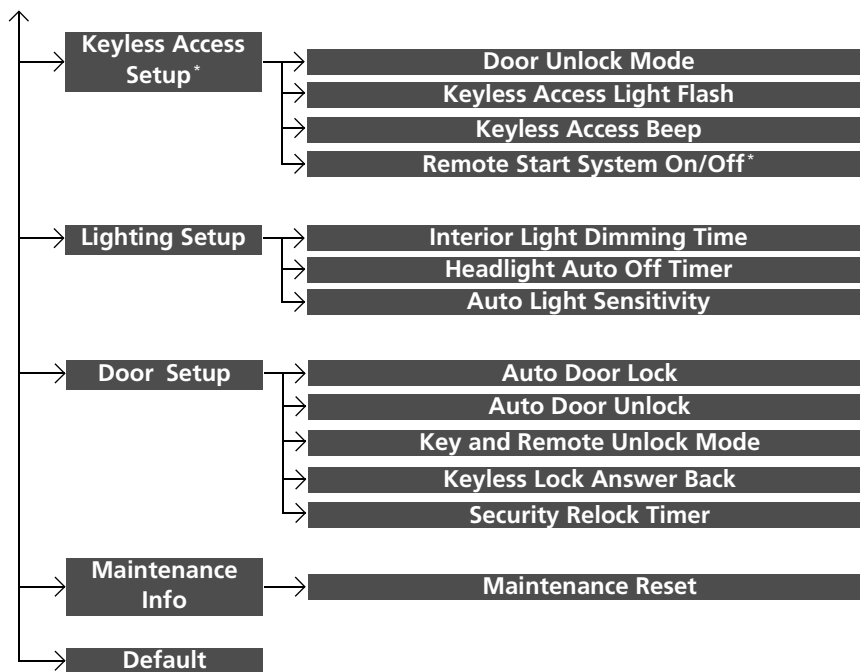 Keyless Access
Setup*
Door Unlock Mode
Keyless Access Light Flash
Keyless Access Beep
Remote Start System On/Off*
Lighting Setup
Interior Light Dimming Time
Headlight Auto Off Timer
Auto Light Sensitivity
Door Setup
Auto Door Lock
Auto Door Unlock
Key and Remote Unlock Mode
Keyless Lock Answer Back
Security Relock Timer
Maintenance
Info
Maintenance Reset
Default